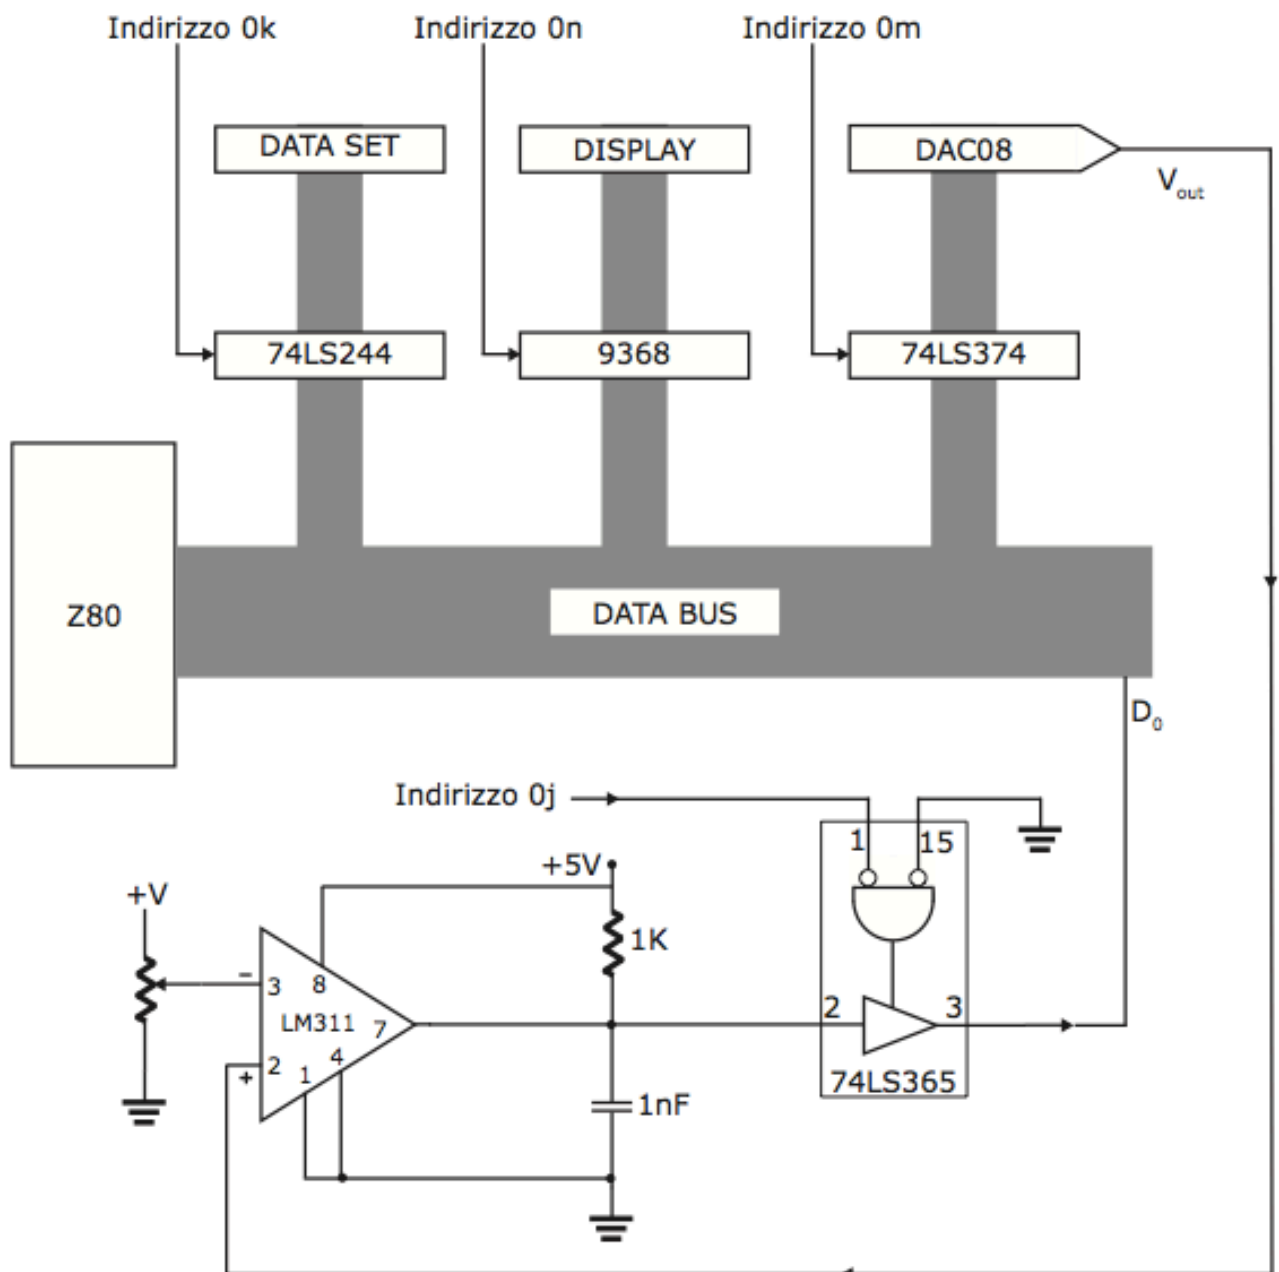 Indirizzo 0k
Indirizzo 0n
Indirizzo 0m
DATA SET
DISPLAY
DAC08
Vout
74LS244
9368
74LS374
Z80
DATA BUS
D0
Indirizzo 0j
1
15
+5V
+V
1K
-
3
8
LM311
7
2
3
2
+
1
4
74LS365
1nF